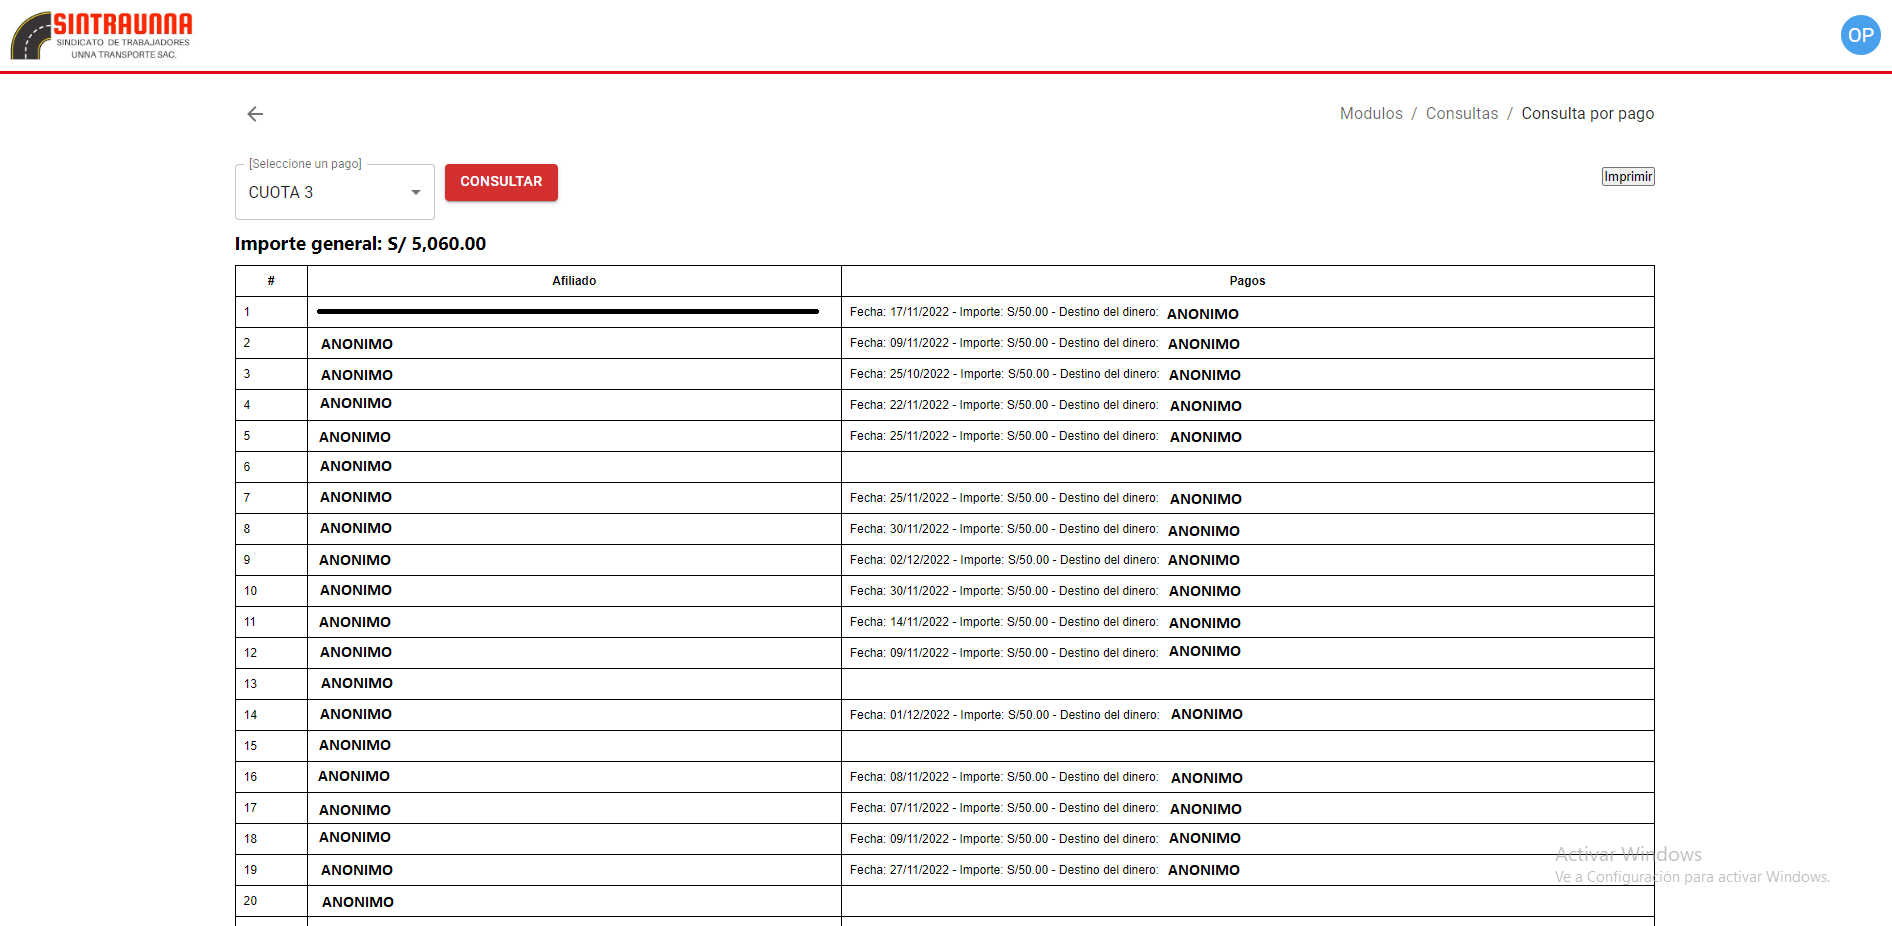 SINTRAUNNA
SINDICATO DE TRABAJADORES
UNNA TRANSPORTE SAC.
OP
Modulos / Consultas / Consulta por pago
[Seleccione un pago]
CUOTA 3
CONSULTAR
Imprimir
Importe general: S/ 5,060.00
# Afiliado Pagos
1 Fecha: 17/11/2022 - Importe: S/50.00 - Destino del dinero: ANONIMO
2 ANONIMO Fecha: 09/11/2022 - Importe: S/50.00 - Destino del dinero: ANONIMO
3 ANONIMO Fecha: 25/10/2022 - Importe: S/50.00 - Destino del dinero: ANONIMO
4 ANONIMO Fecha: 22/11/2022 - Importe: S/50.00 - Destino del dinero: ANONIMO
5 ANONIMO Fecha: 25/11/2022 - Importe: S/50.00 - Destino del dinero: ANONIMO
6 ANONIMO
7 ANONIMO Fecha: 25/11/2022 - Importe: S/50.00 - Destino del dinero: ANONIMO
8 ANONIMO Fecha: 30/11/2022 - Importe: S/50.00 - Destino del dinero: ANONIMO
9 ANONIMO Fecha: 02/12/2022 - Importe: S/50.00 - Destino del dinero: ANONIMO
10 ANONIMO Fecha: 30/11/2022 - Importe: S/50.00 - Destino del dinero: ANONIMO
11 ANONIMO Fecha: 14/11/2022 - Importe: S/50.00 - Destino del dinero: ANONIMO
12 ANONIMO Fecha: 09/11/2022 - Importe: S/50.00 - Destino del dinero: ANONIMO
13 ANONIMO
14 ANONIMO Fecha: 01/12/2022 - Importe: S/50.00 - Destino del dinero: ANONIMO
15 ANONIMO
16 ANONIMO Fecha: 08/11/2022 - Importe: S/50.00 - Destino del dinero: ANONIMO
17 ANONIMO Fecha: 07/11/2022 - Importe: S/50.00 - Destino del dinero: ANONIMO
18 ANONIMO Fecha: 09/11/2022 - Importe: S/50.00 - Destino del dinero: ANONIMO
19 ANONIMO Fecha: 27/11/2022 - Importe: S/50.00 - Destino del dinero: ANONIMO
20 ANONIMO
Activar Windows
Ve a Configuración para activar Windows.